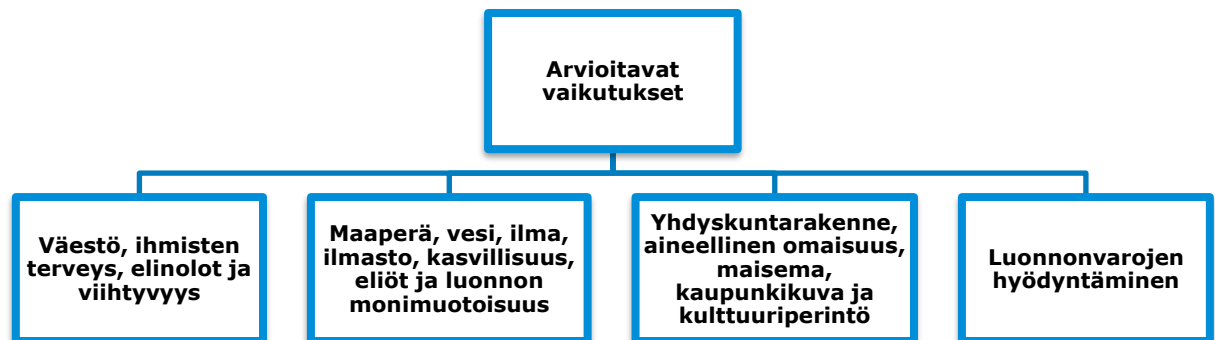 Arvioitavat
vaikutukset
Väestö, ihmisten
terveys, elinolot ja
viihtyvyys
Maaperä, vesi, ilma,
ilmasto, kasvillisuus,
eliöt ja luonnon
monimuotoisuus
Yhdyskuntarakenne,
aineellinen omaisuus,
maisema,
kaupunkikuva ja
kulttuuriperintö
Luonnonvarojen
hyödyntäminen